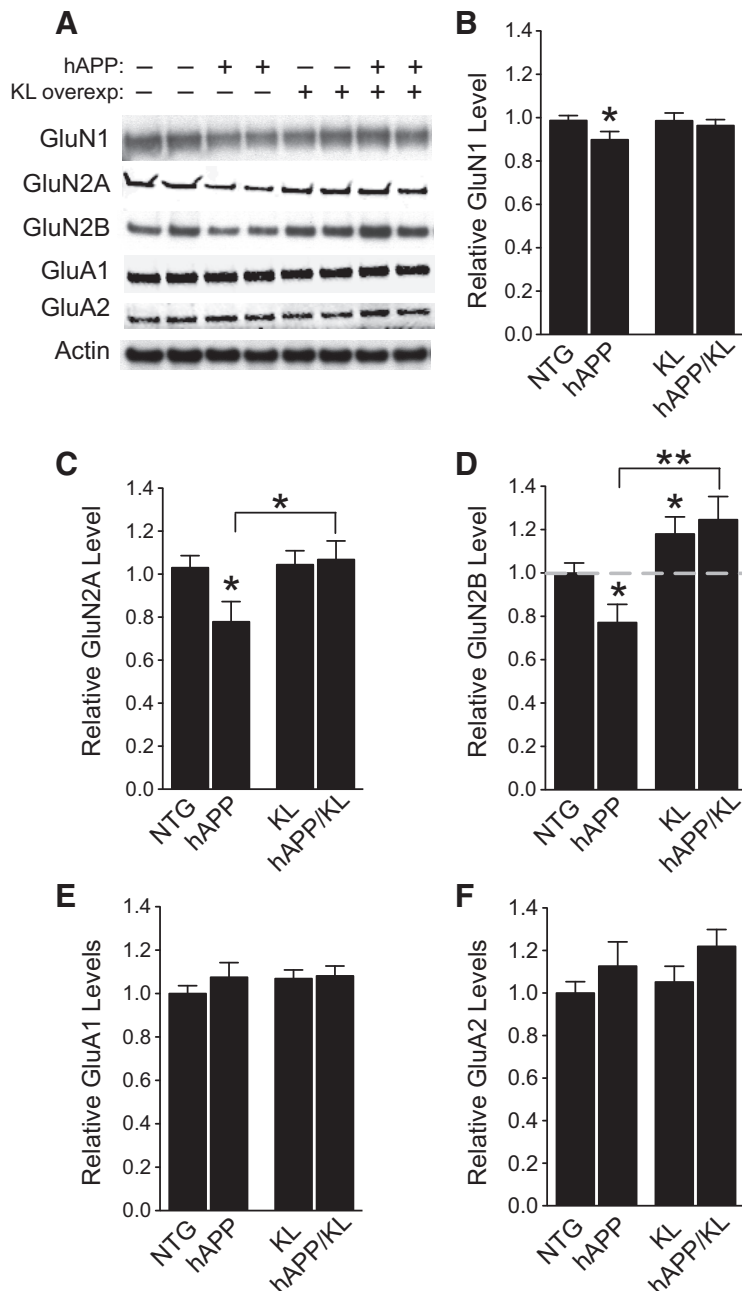 A
hAPP: – – + + – – + +
KL overexp: – – – – + + + +
GluN1
GluN2A
GluN2B
GluA1
GluA2
Actin
B
Relative GluN1 Level
1.4
1.2
1.0
0.8
0.6
0.4
0.2
0.0
*
NTG
hAPP
KL
hAPP/KL
C
Relative GluN2A Level
1.4
1.2
1.0
0.8
0.6
0.4
0.2
0.0
*
*
NTG
hAPP
KL
hAPP/KL
D
Relative GluN2B Level
1.4
1.2
1.0
0.8
0.6
0.4
0.2
0.0
**
*
*
NTG
hAPP
KL
hAPP/KL
E
Relative GluA1 Levels
1.4
1.2
1.0
0.8
0.6
0.4
0.2
0.0
NTG
hAPP
KL
hAPP/KL
F
Relative GluA2 Levels
1.4
1.2
1.0
0.8
0.6
0.4
0.2
0.0
NTG
hAPP
KL
hAPP/KL